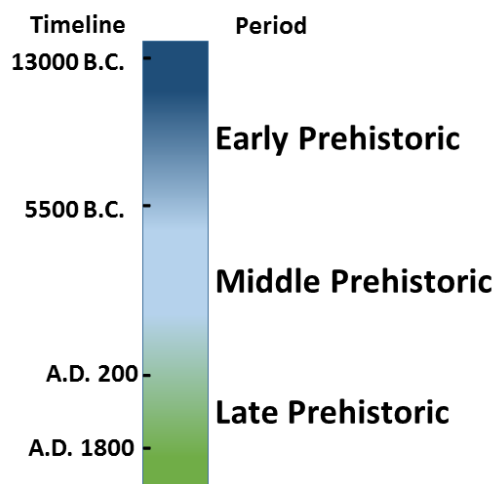 Timeline Period
13000 B.C.
Early Prehistoric
5500 B.C.
Middle Prehistoric
A.D. 200
Late Prehistoric
A.D. 1800